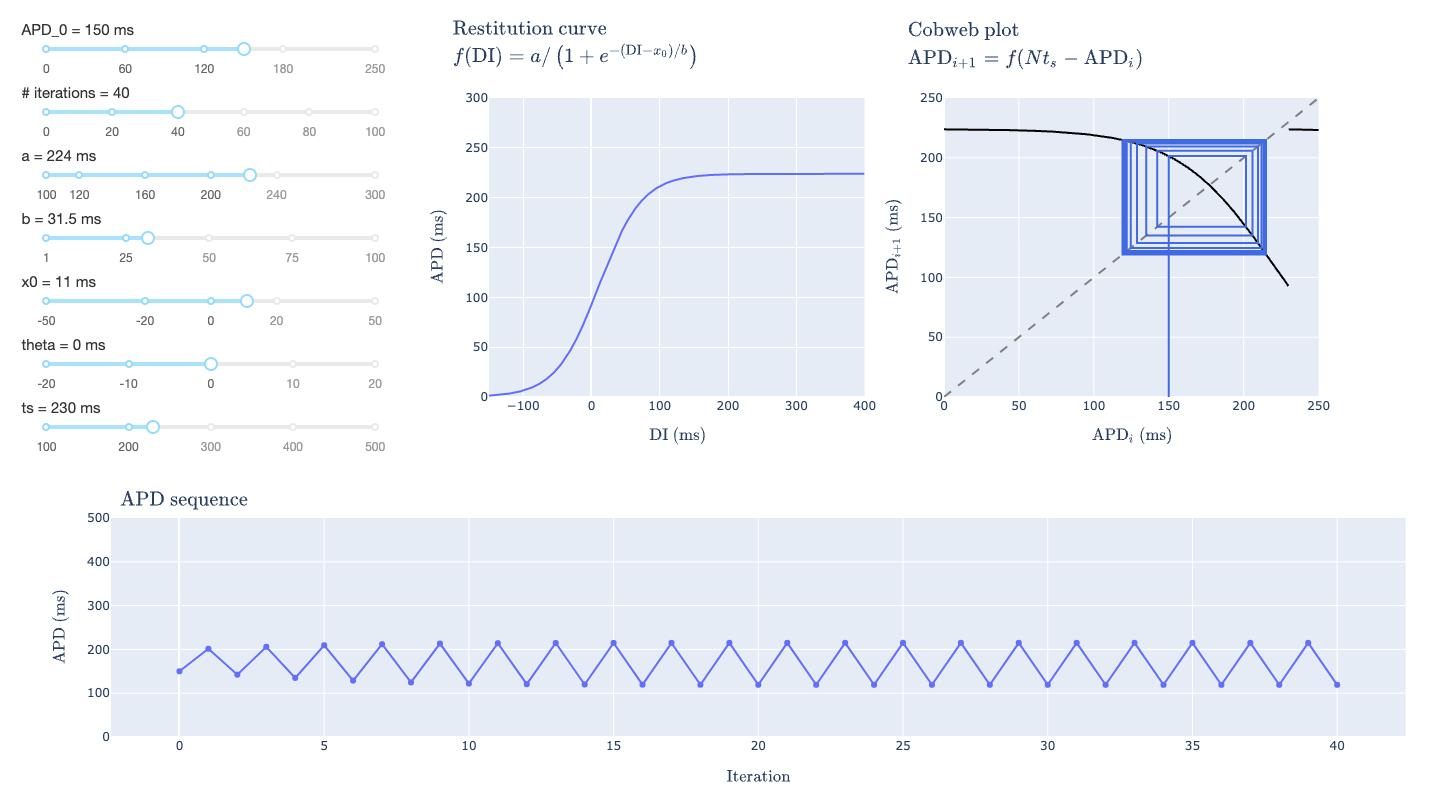 APD_0 = 150 ms
0 60 120 180 250
# iterations = 40
0 20 40 60 80 100
a = 224 ms
100 120 160 200 240 300
b = 31.5 ms
1 25 50 75 100
x0 = 11 ms
-50 -20 0 20 50
theta = 0 ms
-20 -10 0 10 20
ts = 230 ms
100 200 300 400 500
Restitution curve
f(DI) = a/ (1 + e^{−(DI−x₀)/b})
300
250
200
150
100
50
0
APD (ms)
−100 0 100 200 300 400
DI (ms)
Cobweb plot
APD_{i+1} = f(Nt_s − APD_i)
250
200
150
100
50
0
APD_{i+1} (ms)
0 50 100 150 200 250
APD_i (ms)
APD sequence
500
400
300
200
100
0
APD (ms)
0 5 10 15 20 25 30 35 40
Iteration